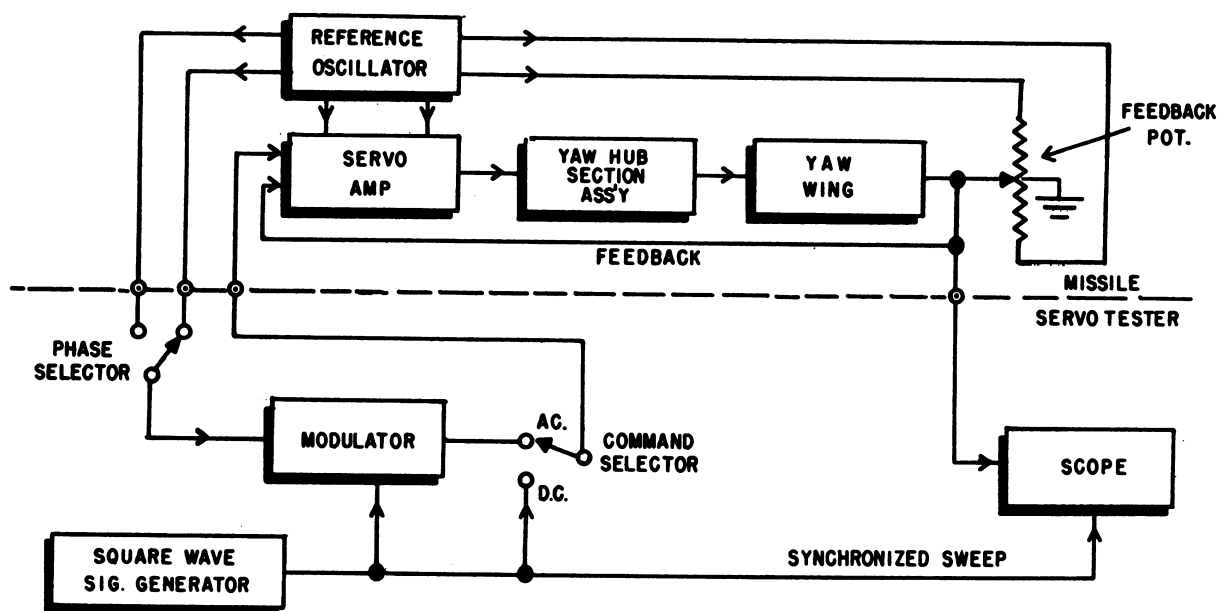 REFERENCE
OSCILLATOR
FEEDBACK
POT.
SERVO
AMP
YAW HUB
SECTION
ASS'Y
YAW
WING
FEEDBACK
MISSILE
SERVO TESTER
PHASE
SELECTOR
MODULATOR
A.C.
COMMAND
SELECTOR
D.C.
SCOPE
SQUARE WAVE
SIG. GENERATOR
SYNCHRONIZED SWEEP